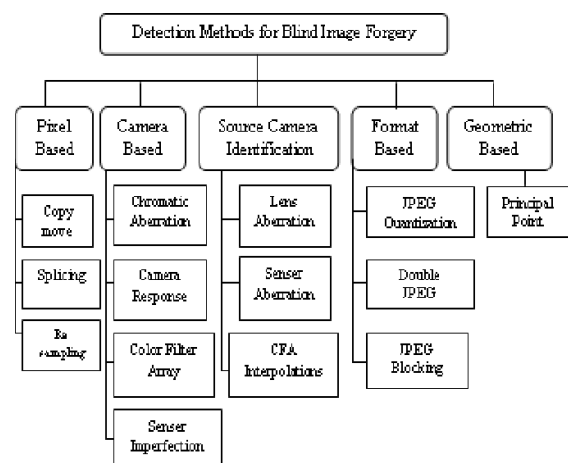 Detection Methods for Blind Image Forgery
Pixel
Based
Camera
Based
Source Camera
Identification
Format
Based
Geometric
Based
Copy
move
Splicing
Re
sampling
Chromatic
Aberration
Camera
Response
Color Filter
Array
Senser
Imperfection
Lens
Aberration
Senser
Aberration
CFA
Interpolations
JPEG
Quantization
Double
JPEG
JPEG
Blocking
Principal
Point